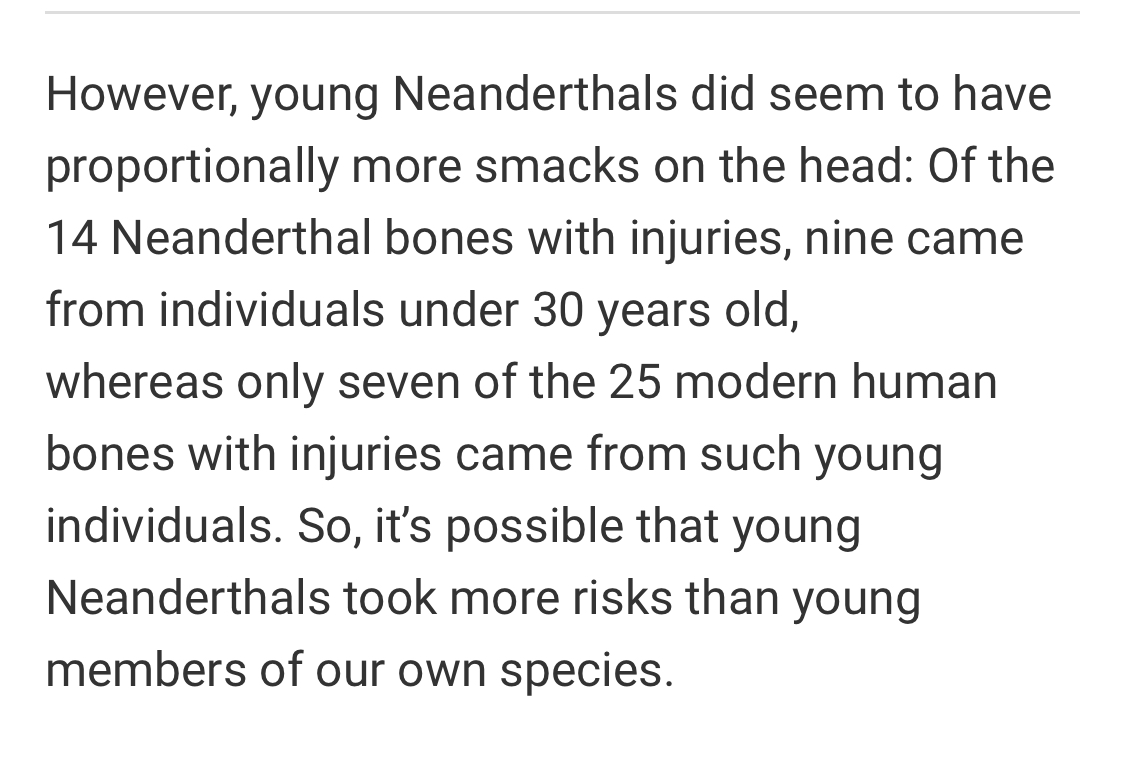 However, young Neanderthals did seem to have
proportionally more smacks on the head: Of the
14 Neanderthal bones with injuries, nine came
from individuals under 30 years old,
whereas only seven of the 25 modern human
bones with injuries came from such young
individuals. So, it’s possible that young
Neanderthals took more risks than young
members of our own species.